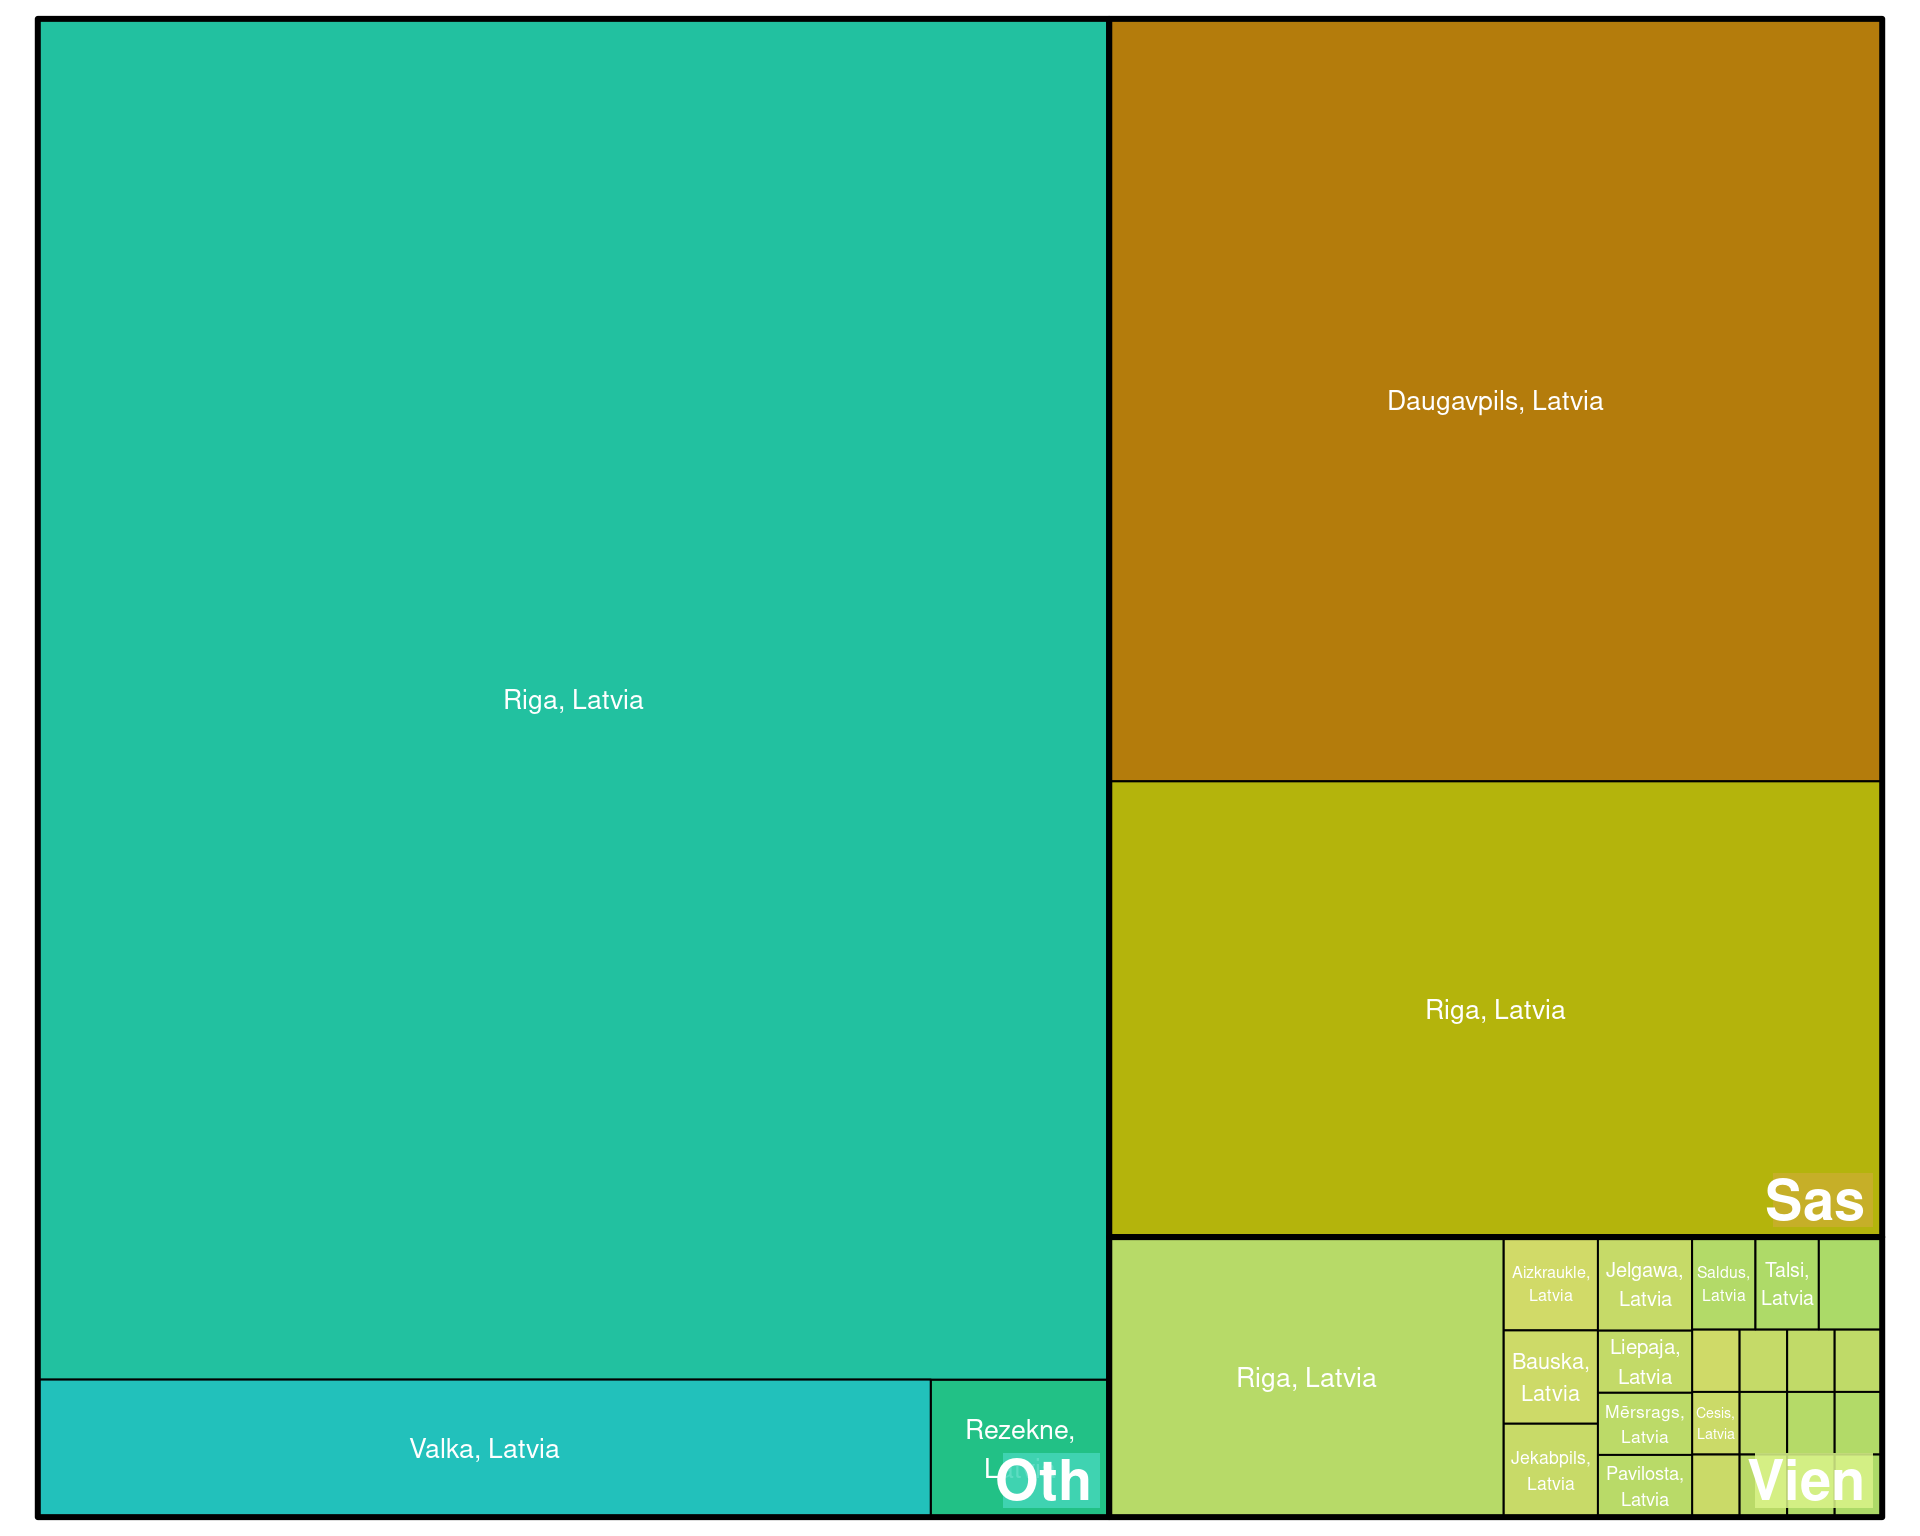 Riga, Latvia
Valka, Latvia
Rezekne,
Oth
Daugavpils, Latvia
Riga, Latvia
Sas
Riga, Latvia
Aizkraukle,
Latvia
Bauska,
Latvia
Jekabpils,
Latvia
Jelgawa,
Latvia
Liepaja,
Latvia
Mērsrags,
Latvia
Pavilosta,
Latvia
Saldus,
Latvia
Talsi,
Latvia
Cesis,
Latvia
Vien